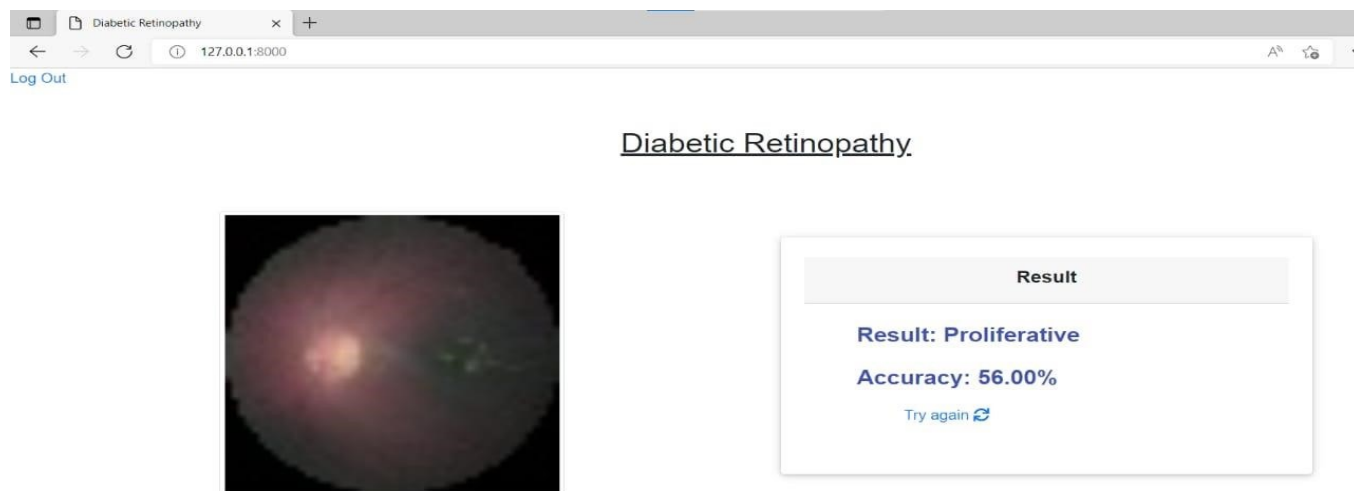 Diabetic Retinopathy
127.0.0.1:8000
Log Out
Diabetic Retinopathy
Result
Result: Proliferative
Accuracy: 56.00%
Try again